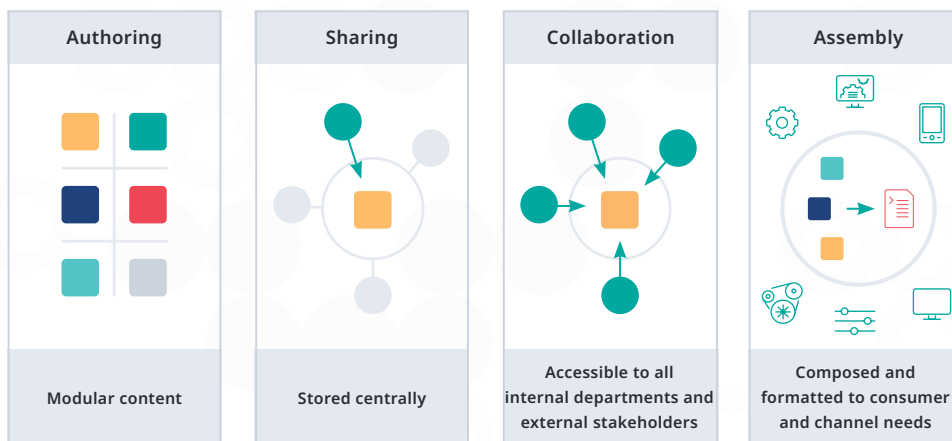 Authoring
Modular content
Sharing
Stored centrally
Collaboration
Accessible to all
internal departments and
external stakeholders
Assembly
Composed and
formatted to consumer
and channel needs